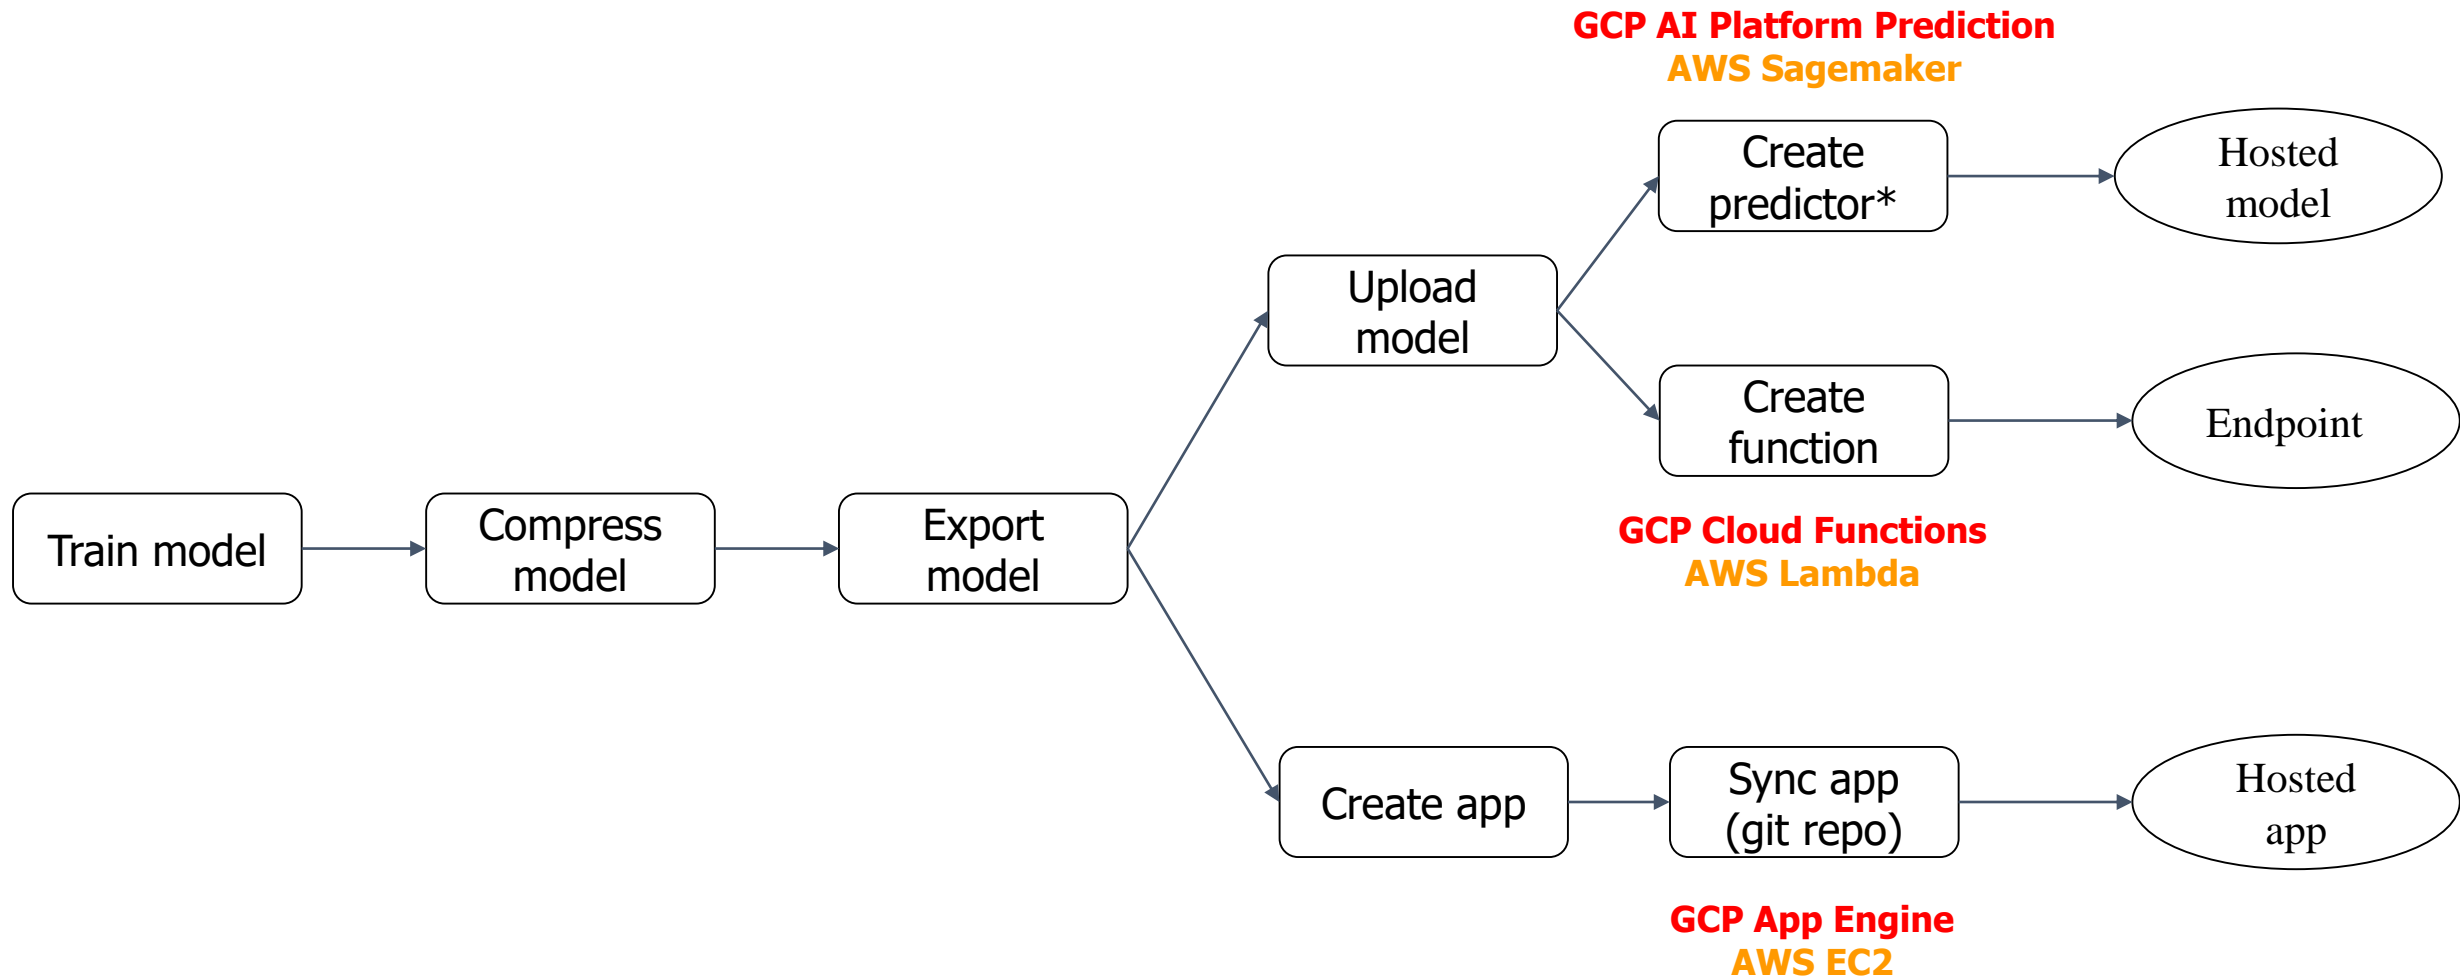 GCP AI Platform Prediction
AWS Sagemaker
Create
predictor*
Hosted
model
Upload
model
Create
function
Endpoint
Train model
Compress
model
Export
model
GCP Cloud Functions
AWS Lambda
Create app
Sync app
(git repo)
Hosted
app
GCP App Engine
AWS EC2